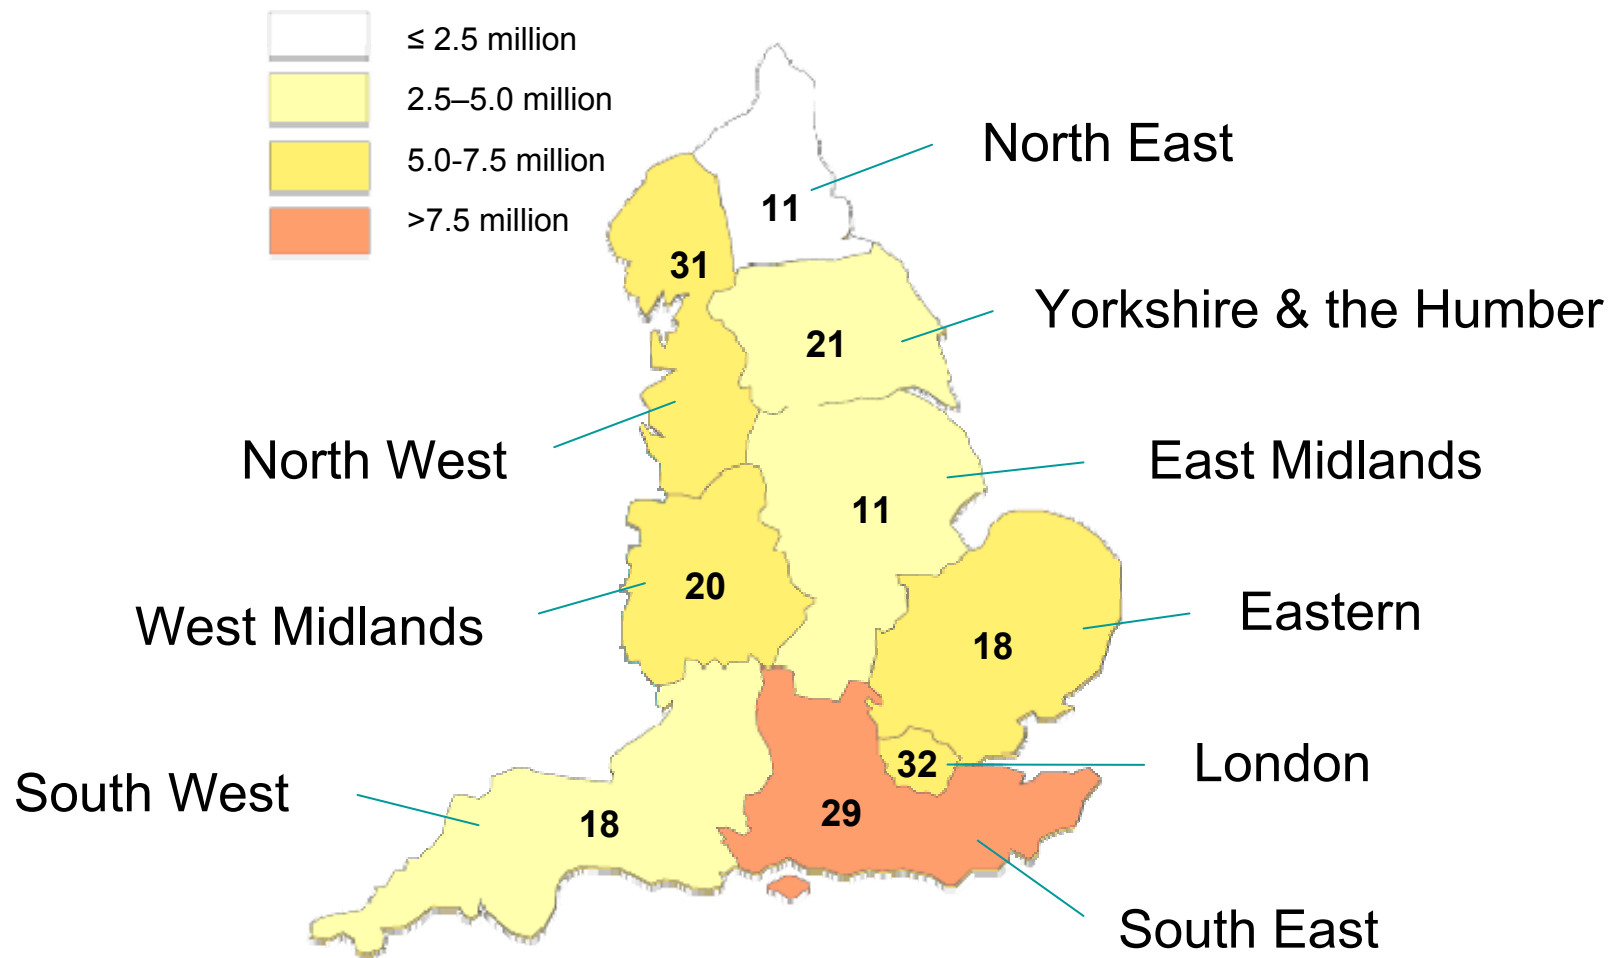 ≤ 2.5 million
2.5–5.0 million
5.0-7.5 million
>7.5 million
North East
11
31
Yorkshire & the Humber
21
North West
East Midlands
11
20
West Midlands
Eastern
18
London
32
South West
18
29
South East